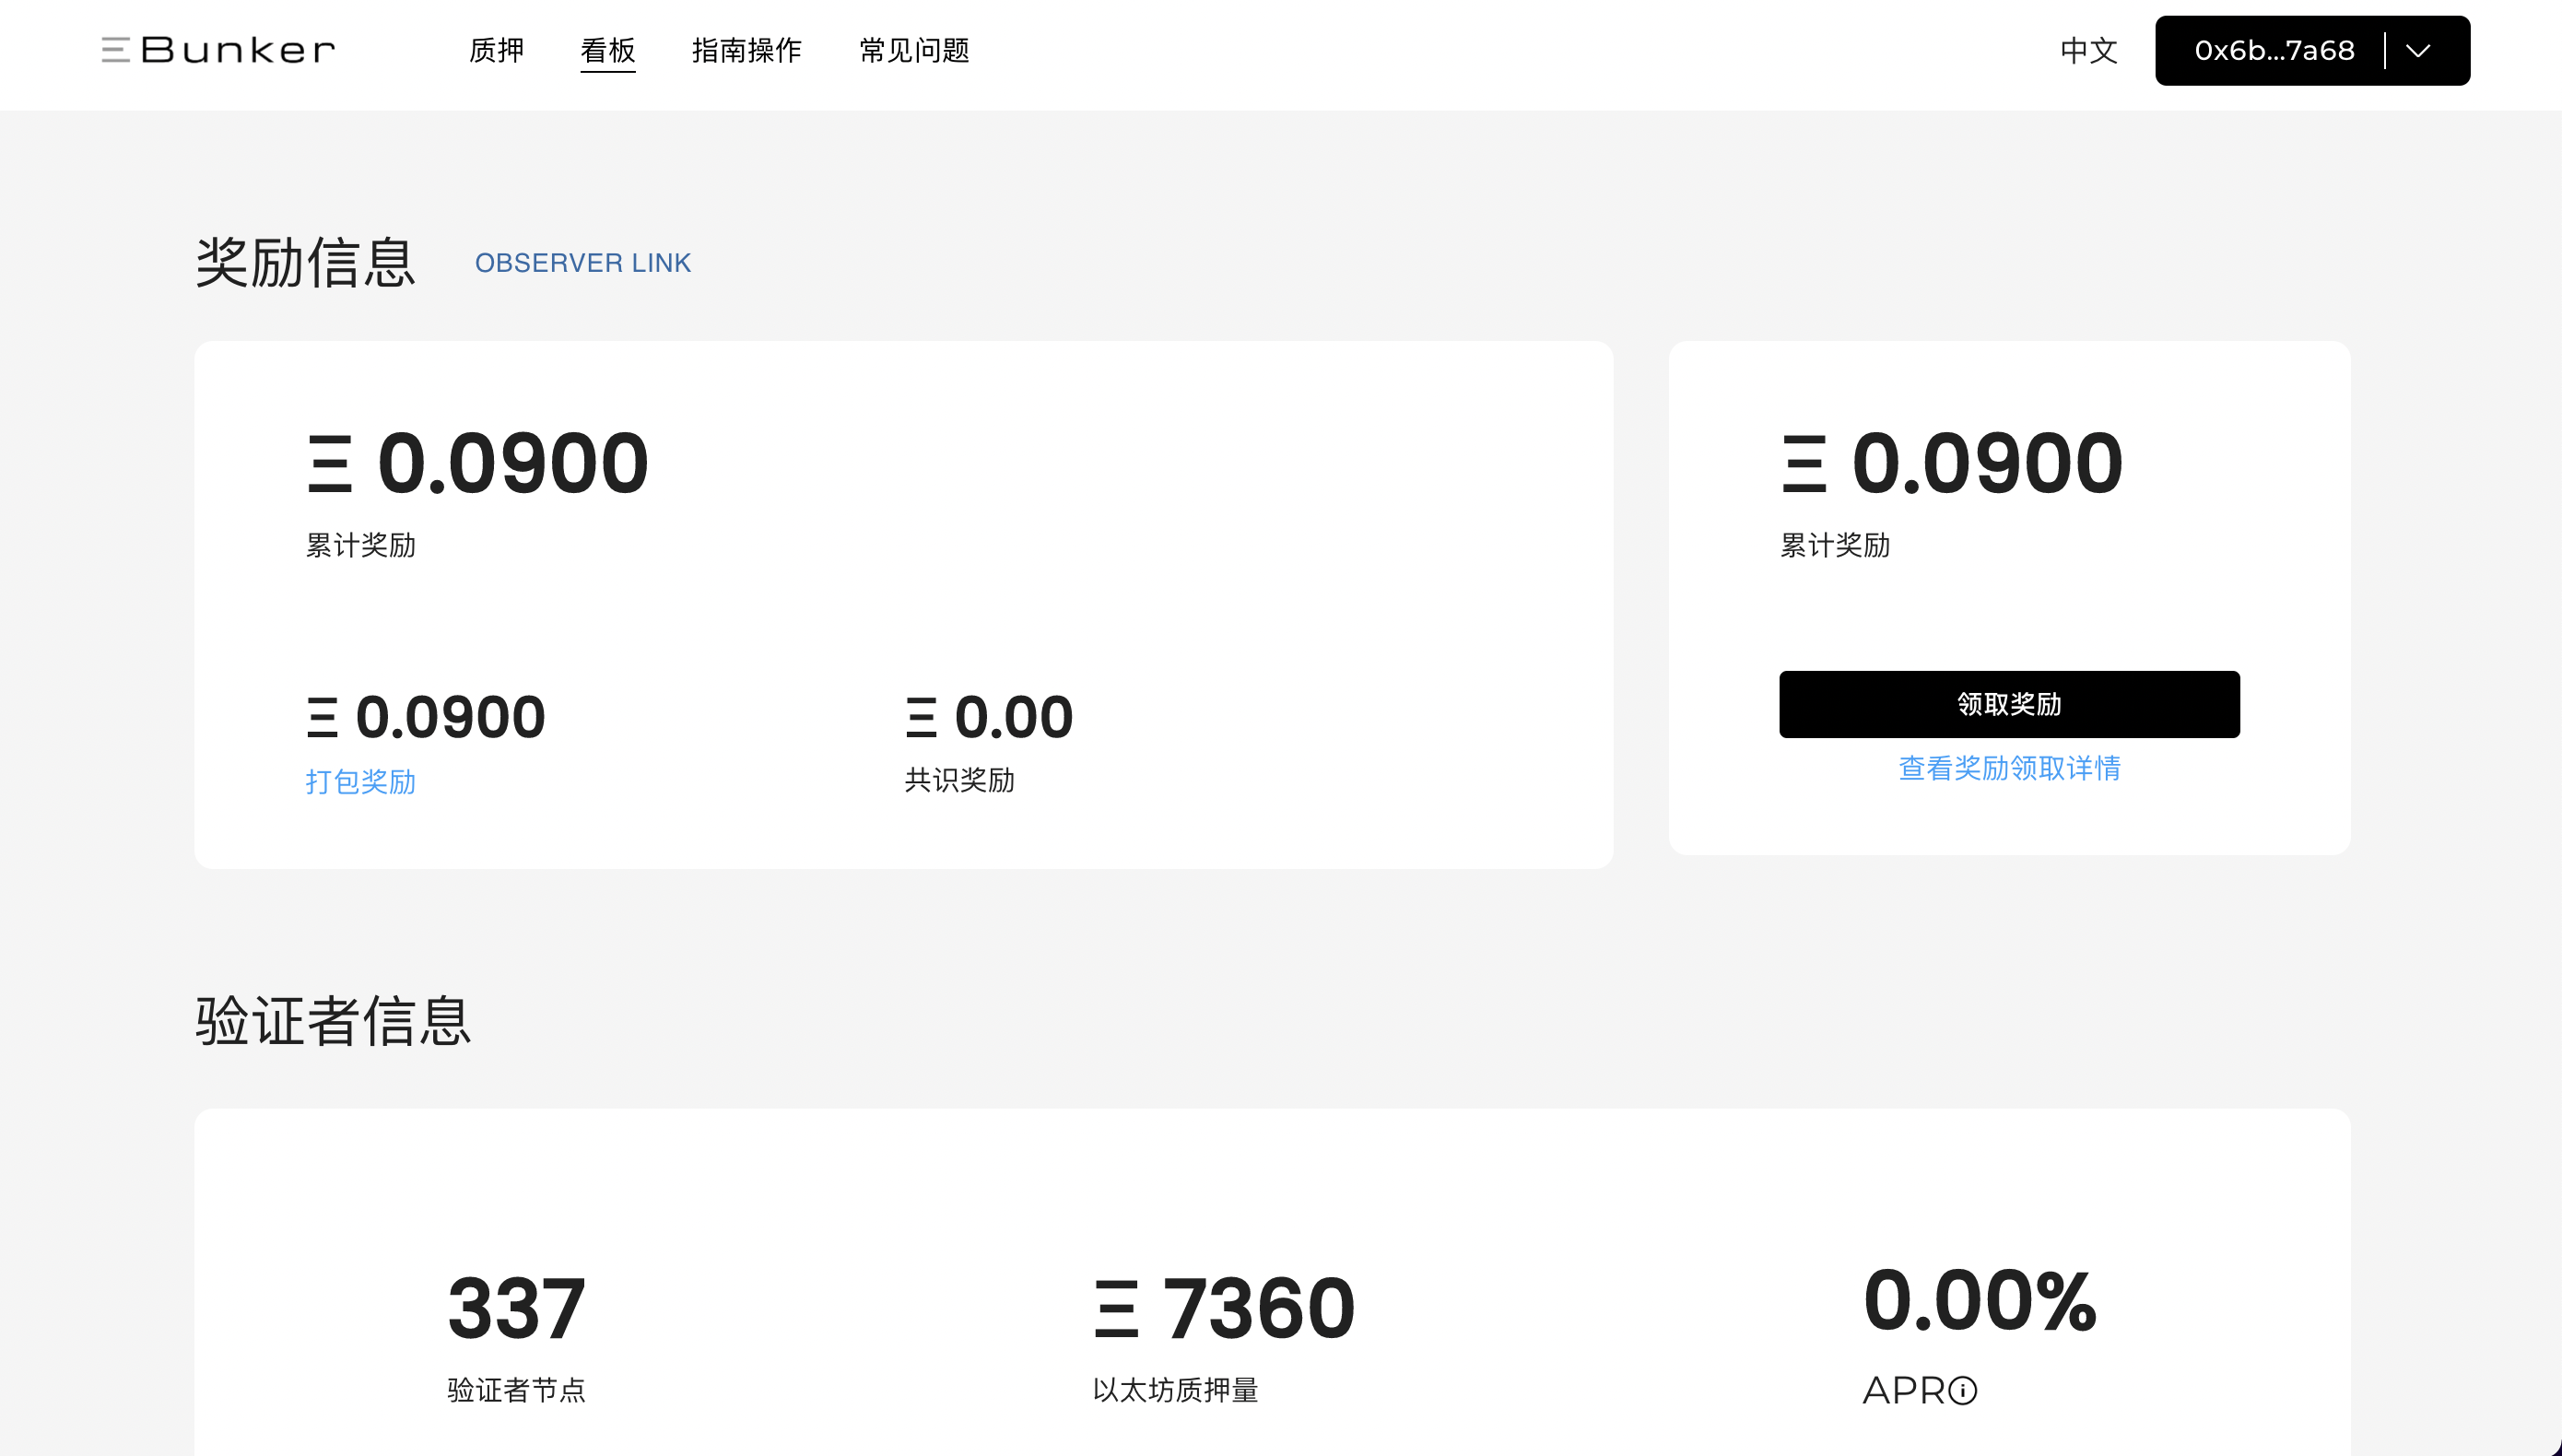 Ξ Bunker
质押 看板 指南操作 常见问题
中文 0x6b...7a68
奖励信息 OBSERVER LINK
Ξ 0.0900
累计奖励
Ξ 0.0900
打包奖励
Ξ 0.00
共识奖励
Ξ 0.0900
累计奖励
领取奖励
查看奖励领取详情
验证者信息
337
验证者节点
Ξ 7360
以太坊质押量
0.00%
APR